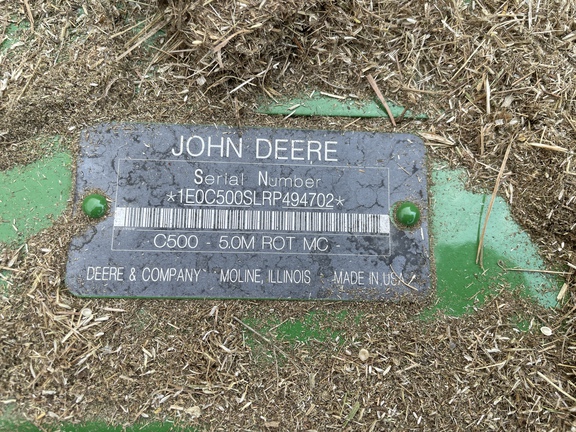 JOHN DEERE
Serial Number
*1E0C500SLRP494702*
C500 - 5.0M ROT MC
DEERE & COMPANY MOLINE, ILLINOIS MADE IN USA